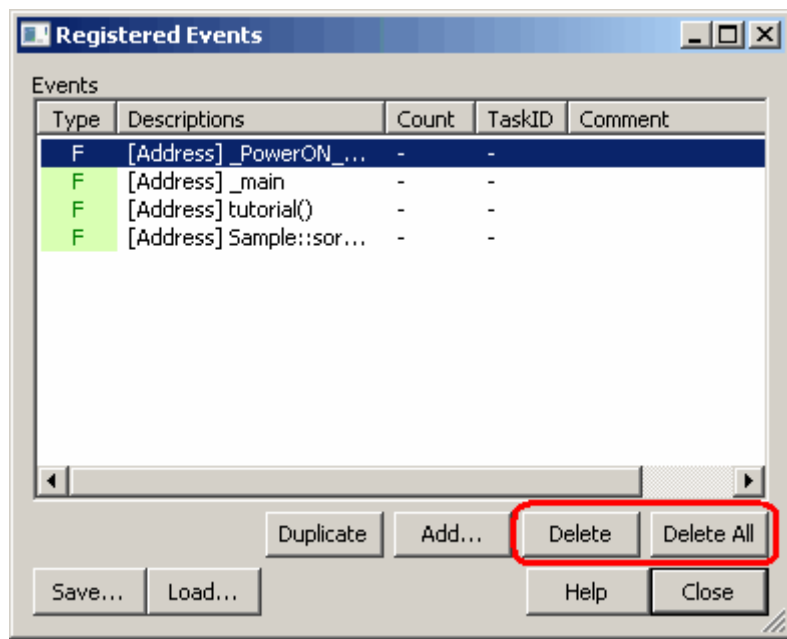 Registered Events
Events
Type Descriptions Count TaskID Comment
F [Address] _PowerON_... - -
F [Address] _main - -
F [Address] tutorial() - -
F [Address] Sample::sor... - -
Duplicate Add... Delete Delete All
Save... Load... Help Close